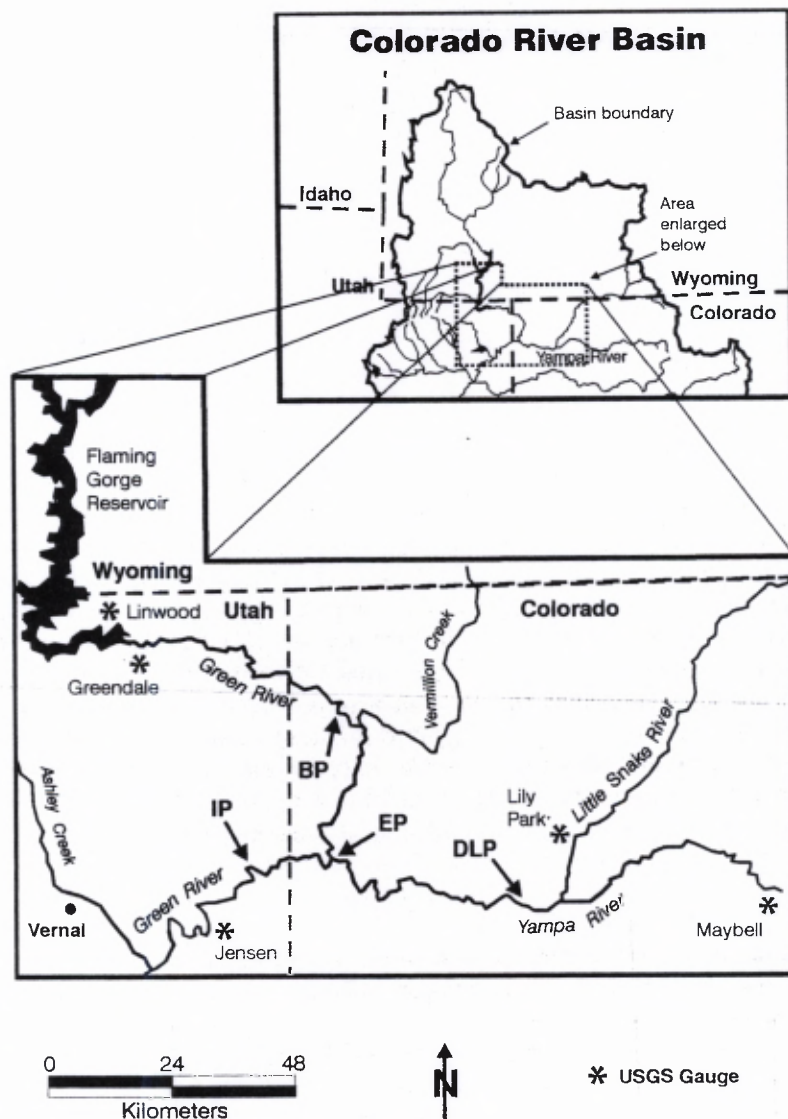 Colorado River Basin
Basin boundary
Idaho
Area
enlarged
below
Utah
Wyoming
Colorado
Yampa River
Flaming
Gorge
Reservoir
Wyoming
Linwood
Utah
Colorado
Greendale
Green River
Vermillion Creek
BP
Little Snake River
Lily
Park
Ashley Creek
IP
EP
DLP
Green River
Vernal
Jensen
Yampa River
Maybell
0 24 48
Kilometers
N
USGS Gauge